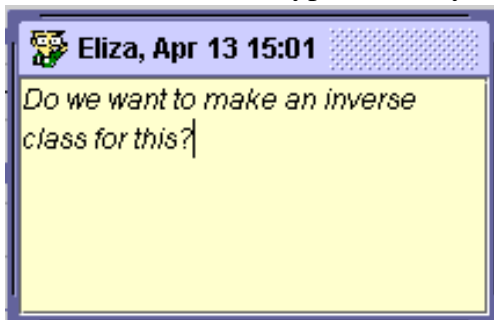 Eliza, Apr 13 15:01
Do we want to make an inverse
class for this?